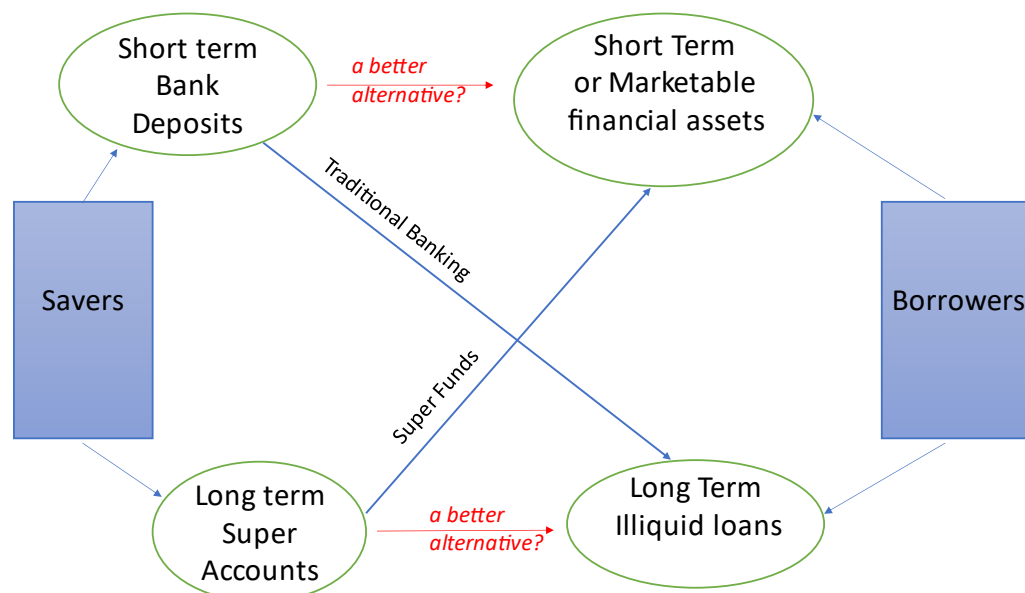 Short term
Bank
Deposits
a better
alternative?
Short Term
or Marketable
financial assets
Traditional Banking
Savers
Borrowers
Super Funds
Long term
Super
Accounts
a better
alternative?
Long Term
Illiquid loans